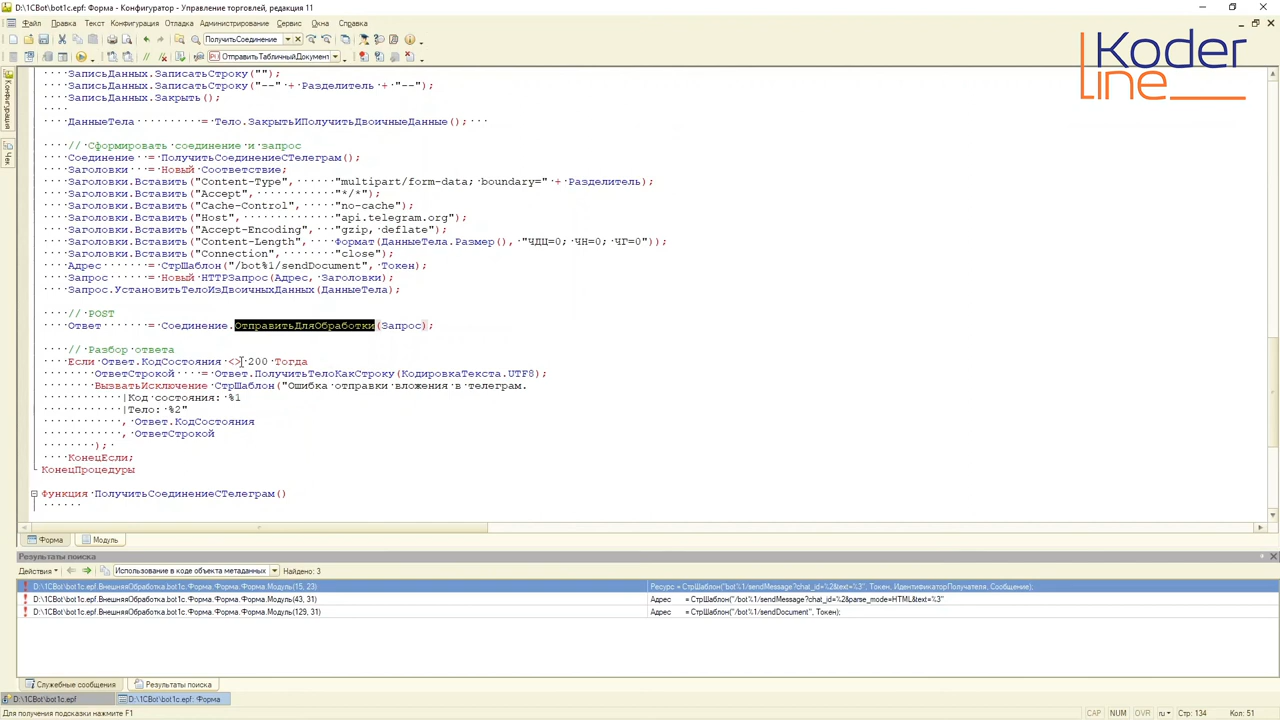 D:\1CBot\bot1c.epf: Форма - Конфигуратор - Управление торговлей, редакция 11
Файл Правка Текст Конфигурация Отладка Администрирование Сервис Окна Справка
ПолучитьСоединение
ОтправитьТабличныйДокумент
Koder
line
Конфигурация
Чек
ЗаписьДанных.ЗаписатьСтроку("");
ЗаписьДанных.ЗаписатьСтроку("--" + Разделитель + "--");
ЗаписьДанных.Закрыть();
ДанныеТела = Тело.ЗакрытьИПолучитьДвоичныеДанные();
// Сформировать соединение и запрос
Соединение = ПолучитьСоединениеСТелеграм();
Заголовки = Новый Соответствие;
Заголовки.Вставить("Content-Type", "multipart/form-data; boundary=" + Разделитель);
Заголовки.Вставить("Accept", "*/*");
Заголовки.Вставить("Cache-Control", "no-cache");
Заголовки.Вставить("Host", "api.telegram.org");
Заголовки.Вставить("Accept-Encoding", "gzip, deflate");
Заголовки.Вставить("Content-Length", Формат(ДанныеТела.Размер(), "ЧДЦ=0; ЧН=0; ЧГ=0"));
Заголовки.Вставить("Connection", "close");
Адрес = СтрШаблон("/bot%1/sendDocument", Токен);
Запрос = Новый HTTPЗапрос(Адрес, Заголовки);
Запрос.УстановитьТелоИзДвоичныхДанных(ДанныеТела);
// POST
Ответ = Соединение.ОтправитьДляОбработки(Запрос);
// Разбор ответа
Если Ответ.КодСостояния <> 200 Тогда
ОтветСтрокой = Ответ.ПолучитьТелоКакСтроку(КодировкаТекста.UTF8);
ВызватьИсключение СтрШаблон("Ошибка отправки вложения в телеграм.
|Код состояния: %1
|Тело: %2"
, Ответ.КодСостояния
, ОтветСтрокой
);
КонецЕсли;
КонецПроцедуры
Функция ПолучитьСоединениеСТелеграм()
Форма Модуль
Результаты поиска
Действия Использование в коде объекта метаданных Найдено: 3
D:\1CBot\bot1c.epf.ВнешняяОбработка.bot1c.Форма.Форма.Форма.Модуль(15, 23) Ресурс = СтрШаблон("bot%1/sendMessage?chat_id=%2&text=%3", Токен, ИдентификаторПолучателя, Сообщение);
D:\1CBot\bot1c.epf.ВнешняяОбработка.bot1c.Форма.Форма.Форма.Модуль(43, 31) Адрес = СтрШаблон("/bot%1/sendMessage?chat_id=%2&parse_mode=HTML&text=%3"
D:\1CBot\bot1c.epf.ВнешняяОбработка.bot1c.Форма.Форма.Форма.Модуль(129, 31) Адрес = СтрШаблон("/bot%1/sendDocument", Токен);
Служебные сообщения Результаты поиска
D:\1CBot\bot1c.epf D:\1CBot\bot1c.epf: Форма
Для получения подсказки нажмите F1 CAP NUM OVR ru Стр: 134 Кол: 51